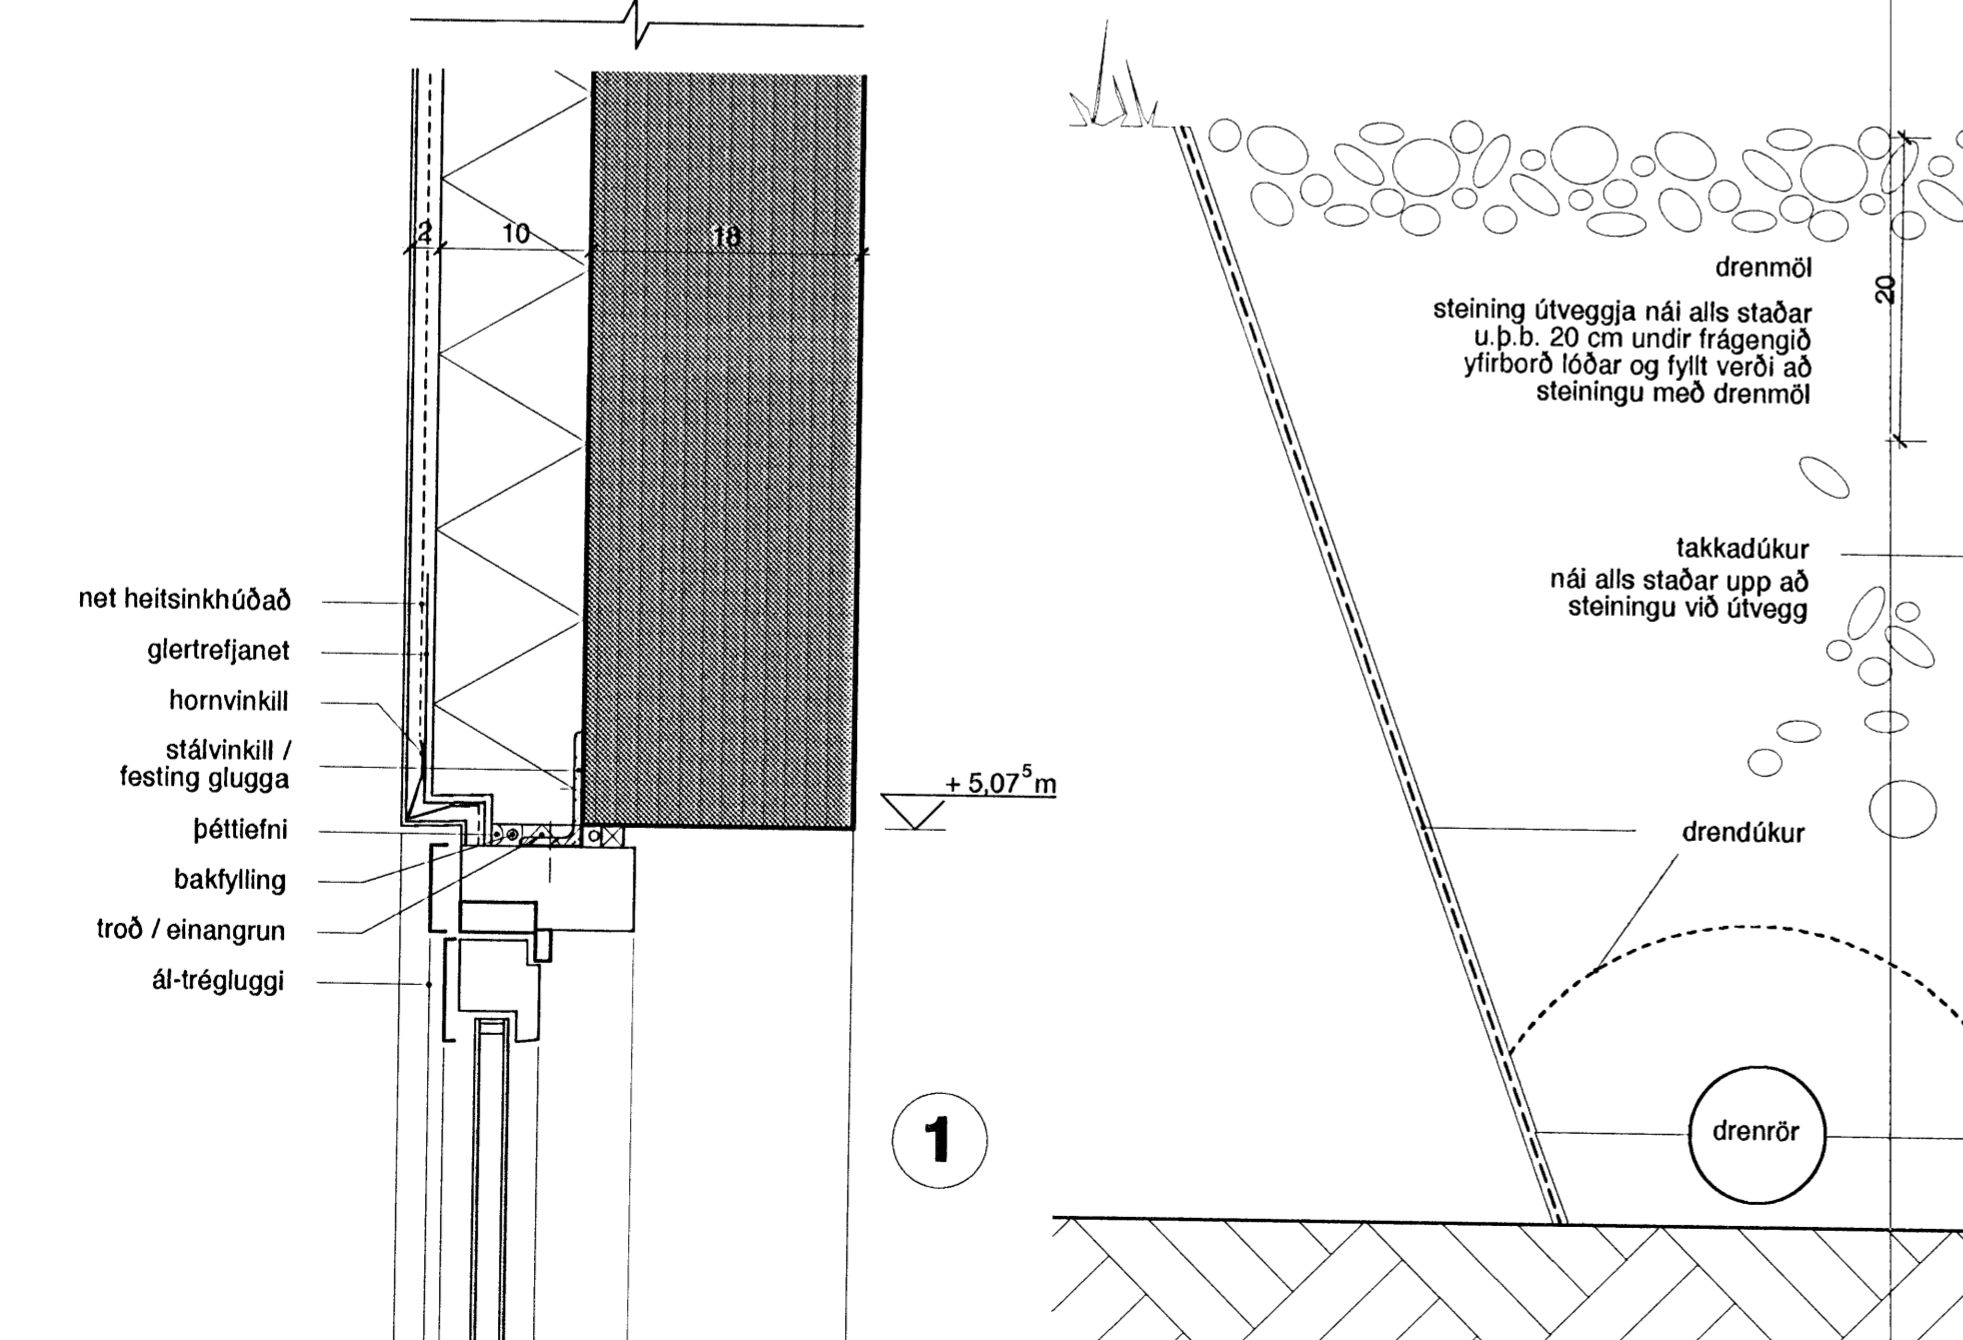 2
10
18
net heitsinkhúðað
glertrefjanet
hornvinkill
stálvinkill /
festing glugga
þéttiefni
bakfylling
troð / einangrun
ál-trégluggi
+ 5,07⁵m
1
drenmöl
steining útveggja nái alls staðar
u.þ.b. 20 cm undir frágengið
yfirborð lóðar og fyllt verði að
steiningu með drenmöl
20
takkadúkur
nái alls staðar upp að
steiningu við útvegg
drendúkur
drenrör